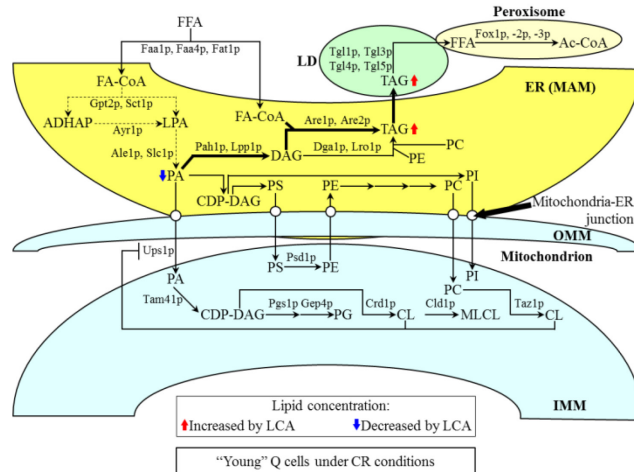 FFA
Faa1p, Faa4p, Fat1p
FA-CoA
Gpt2p, Sct1p
ADHAP
Ayr1p
LPA
Ale1p, Slc1p
PA
Pah1p, Lpp1p
FA-CoA
DAG
Are1p, Are2p
Dga1p, Lro1p
TAG
PC
PE
LD
Tgl1p, Tgl3p
Tgl4p, Tgl5p
TAG
Peroxisome
FFA
Fox1p, -2p, -3p
Ac-CoA
ER (MAM)
CDP-DAG
PS
PE
PC
PI
Mitochondria-ER
junction
OMM
Mitochondrion
Ups1p
PA
Tam41p
PS
Psd1p
PE
PC
PI
CDP-DAG
Pgs1p Gep4p
PG
Crd1p
CL
Cld1p
MLCL
Taz1p
CL
IMM
Lipid concentration:
Increased by LCA
Decreased by LCA
“Young” Q cells under CR conditions